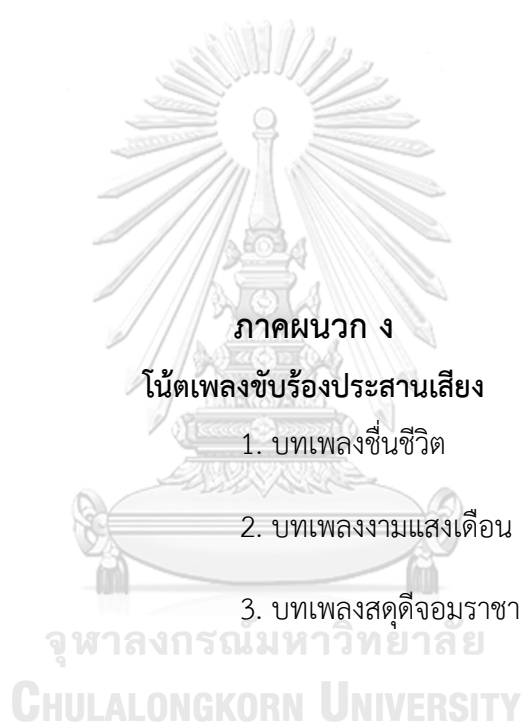 ภาคผนวก ง
โน้ตเพลงขับร้องประสานเสียง
1. บทเพลงชื่นชีวิต
2. บทเพลงงามแสงเดือน
3. บทเพลงสดุดีจอมราชา
จุฬาลงกรณ์มหาวิทยาลัย
CHULALONGKORN UNIVERSITY